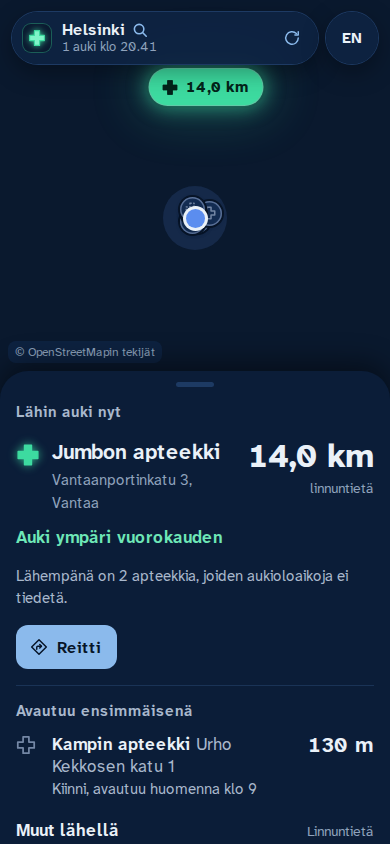 Helsinki
1 auki klo 20.41
EN
14,0 km
© OpenStreetMapin tekijät
Lähin auki nyt
Jumbon apteekki 14,0 km
Vantaanportinkatu 3, linnuntietä
Vantaa
Auki ympäri vuorokauden
Lähempänä on 2 apteekkia, joiden aukioloaikoja ei
tiedetä.
Reitti
Avautuu ensimmäisenä
Kampin apteekki Urho 130 m
Kekkosen katu 1
Kiinni, avautuu huomenna klo 9
Muut lähellä Linnuntietä